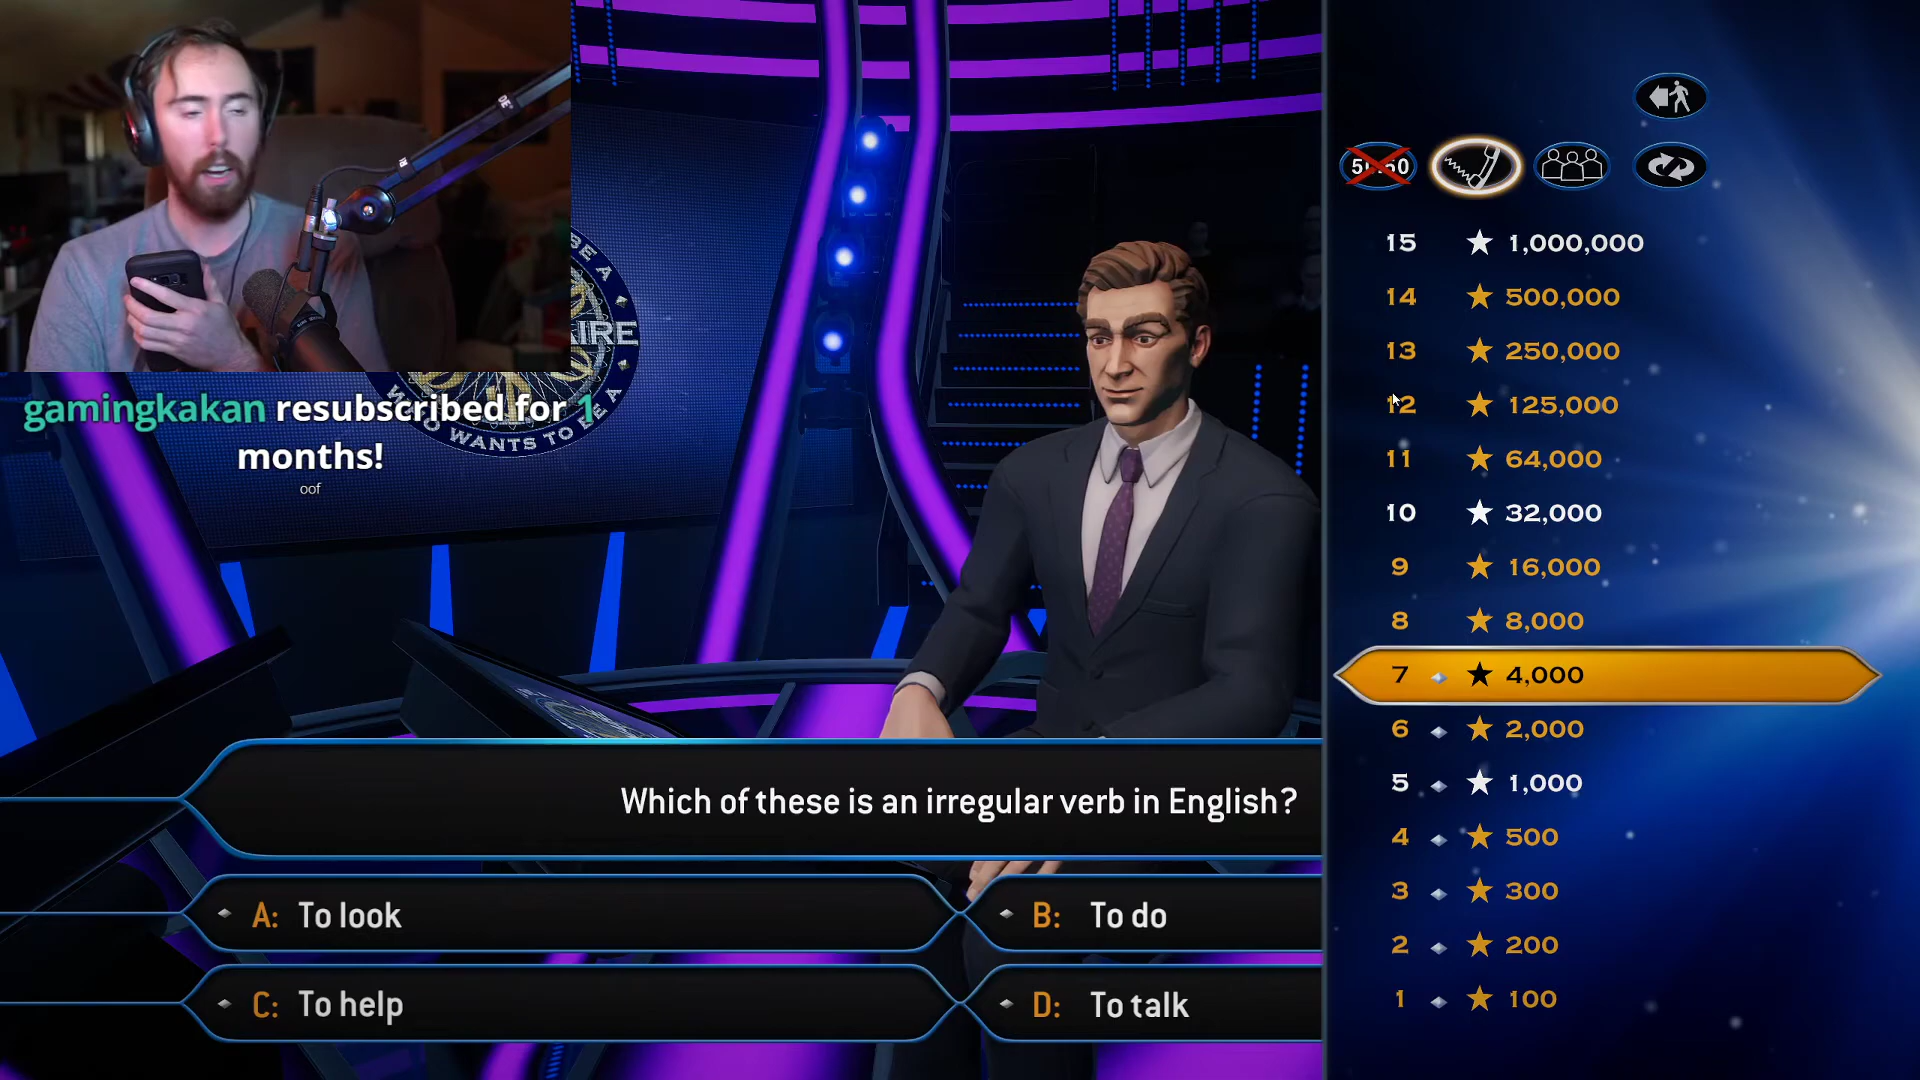 gamingkakan resubscribed for 1
months!
oof
BE A
IRE
WANTS TO BE A
50:50
15 1,000,000
14 500,000
13 250,000
12 125,000
11 64,000
10 32,000
9 16,000
8 8,000
7 4,000
6 2,000
5 1,000
4 500
3 300
2 200
1 100
Which of these is an irregular verb in English?
A: To look
B: To do
C: To help
D: To talk